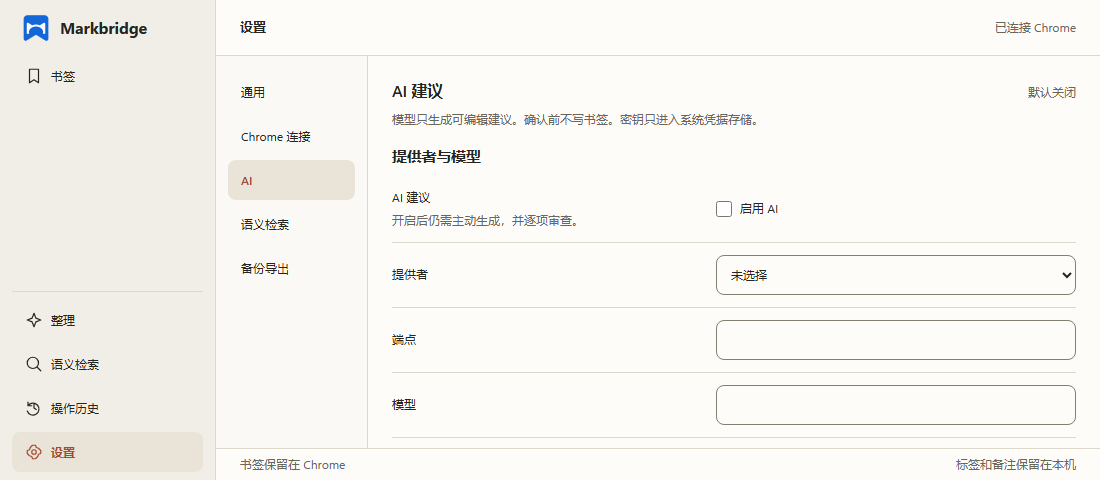 Markbridge
书签
整理
语义检索
操作历史
设置
设置
已连接 Chrome
通用
Chrome 连接
AI
语义检索
备份导出
AI 建议
默认关闭
模型只生成可编辑建议。确认前不写书签。密钥只进入系统凭据存储。
提供者与模型
AI 建议
开启后仍需主动生成，并逐项审查。
启用 AI
提供者
未选择
端点
模型
书签保留在 Chrome
标签和备注保留在本机